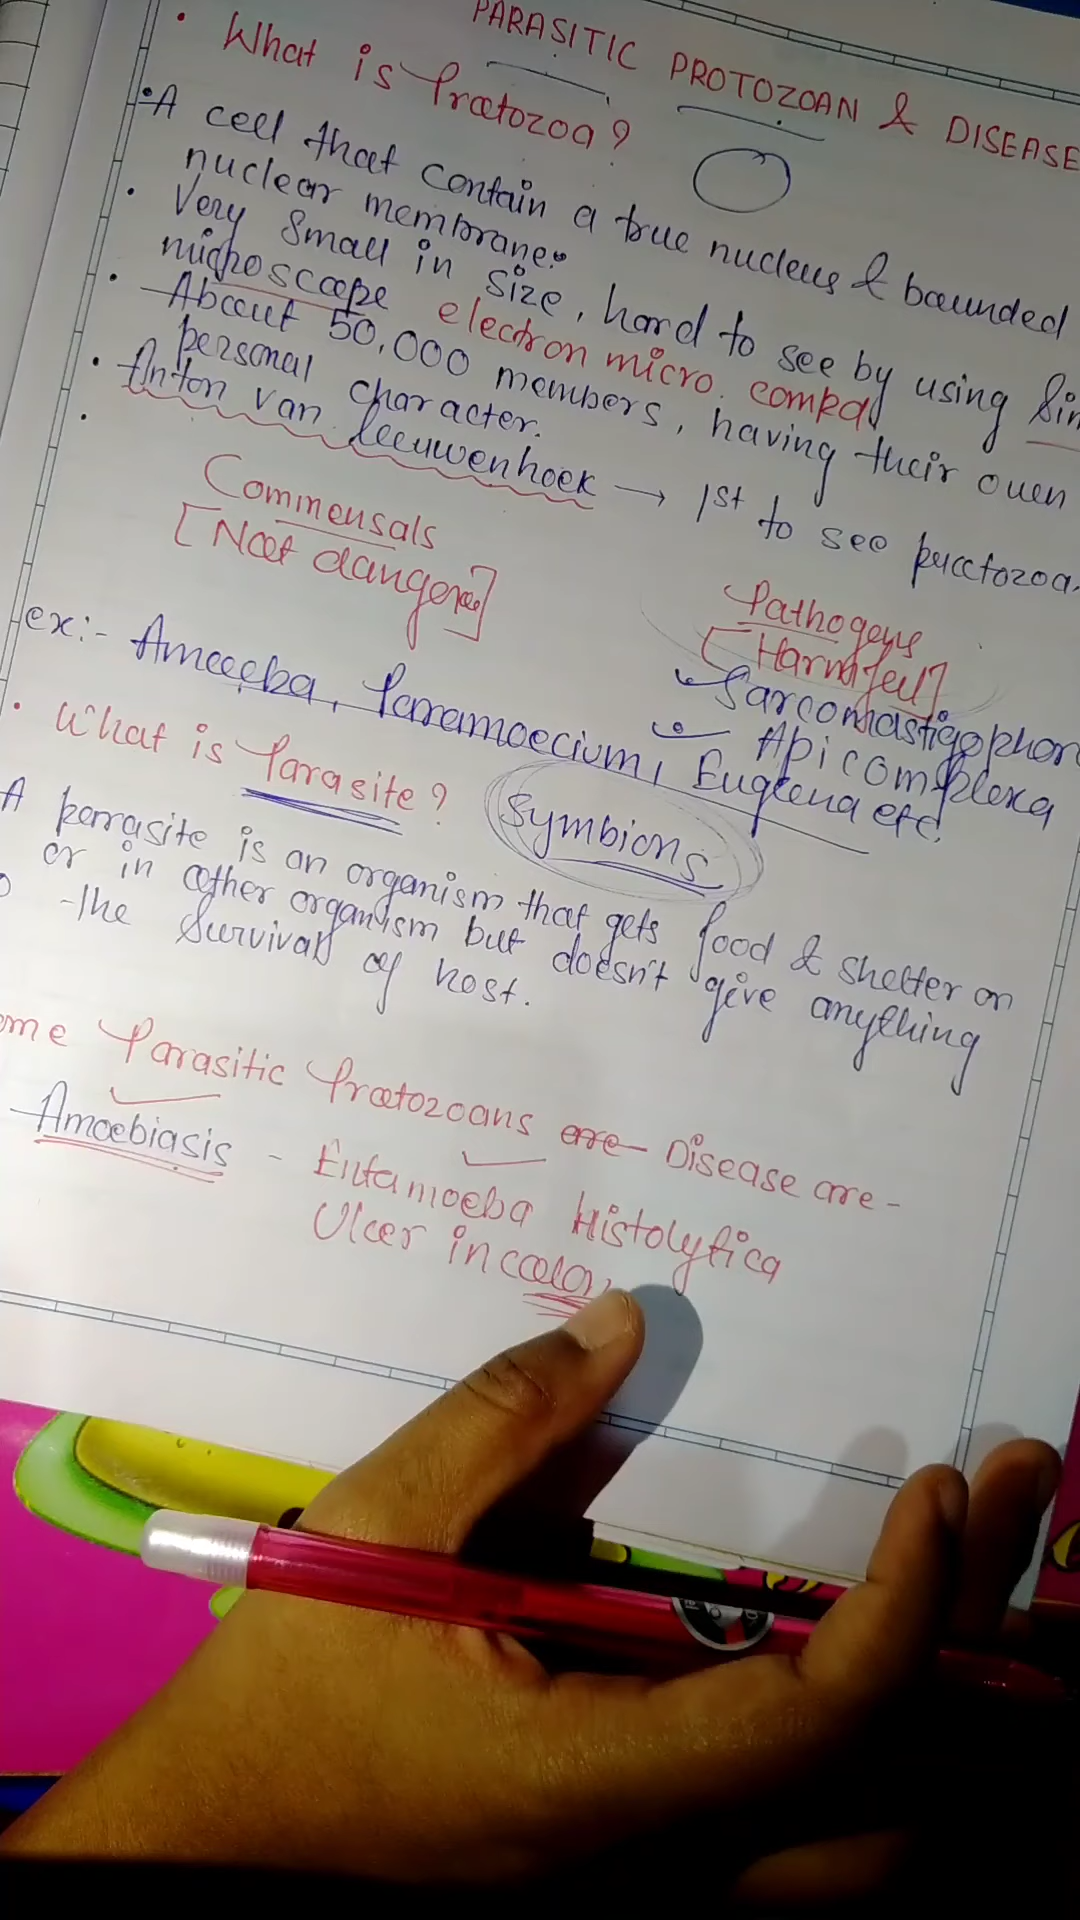 PARASITIC PROTOZOAN & DISEASE
• What is Protozoa?
•- A cell that contain a true nucleus & bounded
nuclear membrane.
• Very Small in size, hard to see by using Sim
microscope electron micro. compd
• About 50,000 members, having their own
personal character.
• Anton van leeuwenhoek → 1st to see protozoa.
•
Commensals
[Not dangerous]
Pathogens
[Harmful]
Sarcomastigophora
Apicomplexa
ex:- Amoeba, Paramoecium, Euglena etc.
• What is Parasite?
Symbions
A parasite is an organism that gets food & shelter on
or in other organism but doesn't give anything
o the Survival of host.
ome Parasitic Protozoans are Disease are -
Amoebiasis - Entamoeba Histolytica
Ulcer in colon